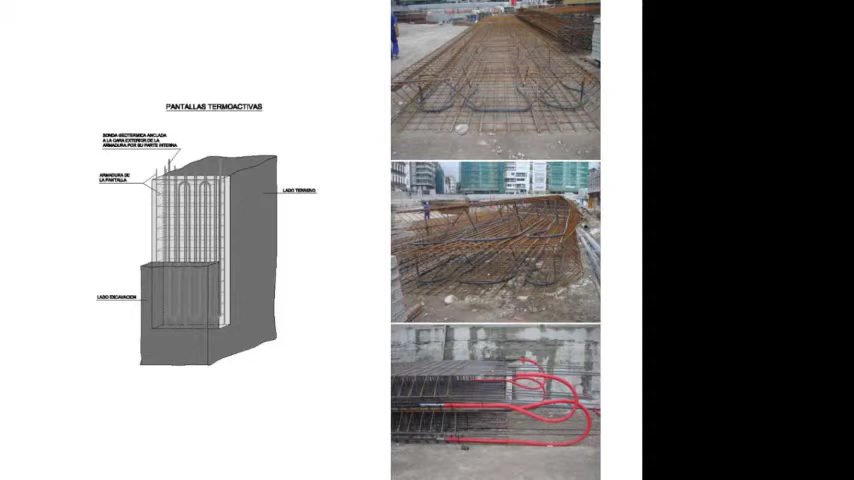 PANTALLAS TERMOACTIVAS
SONDA GEOTERMICA ANCLADA
A LA CARA EXTERIOR DE LA
ARMADURA POR SU PARTE INTERNA
ARMADURA DE
LA PANTALLA
LADO TERRENO
LADO EXCAVACION